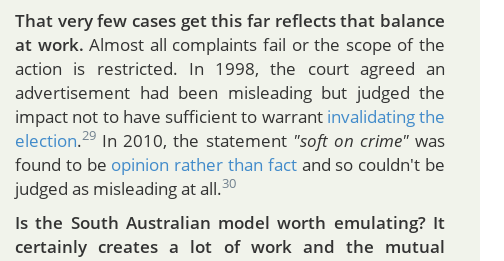 That very few cases get this far reflects that balance
at work. Almost all complaints fail or the scope of the
action is restricted. In 1998, the court agreed an
advertisement had been misleading but judged the
impact not to have sufficient to warrant invalidating the
election.29 In 2010, the statement "soft on crime" was
found to be opinion rather than fact and so couldn't be
judged as misleading at all.30
Is the South Australian model worth emulating? It
certainly creates a lot of work and the mutual